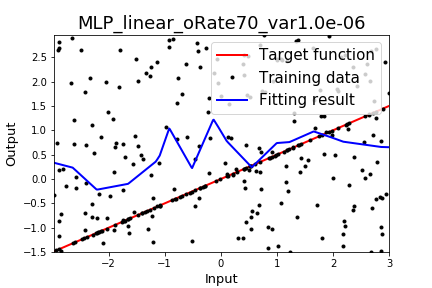 MLP_linear_oRate70_var1.0e-06
Target function
Training data
Fitting result
Output
2.5
2.0
1.5
1.0
0.5
0.0
−0.5
−1.0
−1.5
−2 −1 0 1 2 3
Input